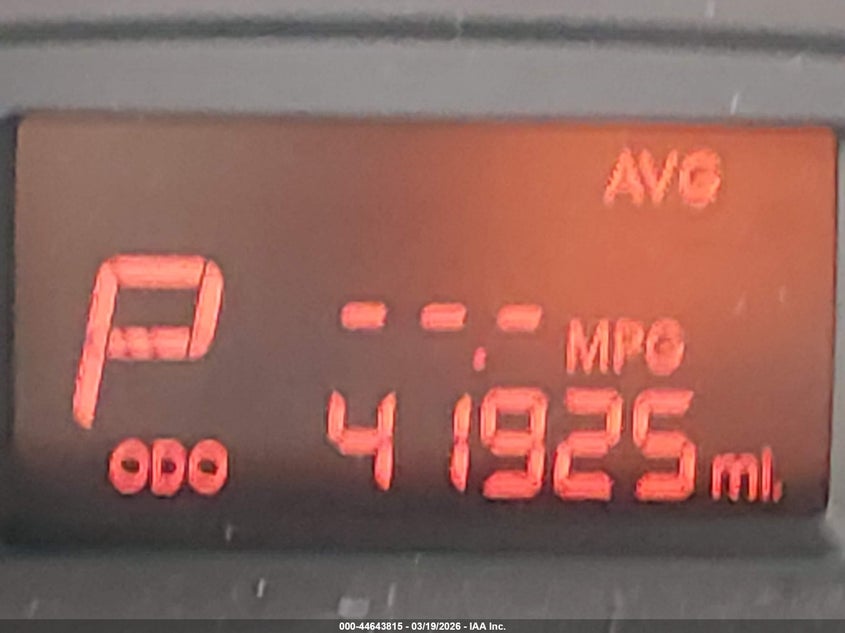 AVG
P
--.- MPG
ODO 41925 mi.
000-44643815 - 03/19/2026 - IAA Inc.